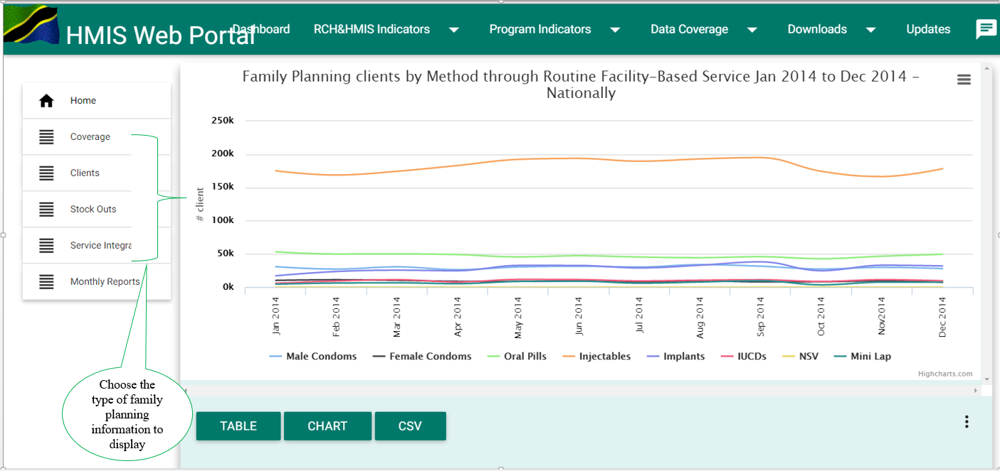 HMIS Web Portal
Dashboard
RCH&HMIS Indicators
Program Indicators
Data Coverage
Downloads
Updates
Home
Coverage
Clients
Stock Outs
Service Integra
Monthly Reports
Family Planning clients by Method through Routine Facility-Based Service Jan 2014 to Dec 2014 -
Nationally
# client
250k
200k
150k
100k
50k
0k
Jan 2014
Feb 2014
Mar 2014
Apr 2014
May 2014
Jun 2014
Jul 2014
Aug 2014
Sep 2014
Oct 2014
Nov2014
Dec 2014
Male Condoms
Female Condoms
Oral Pills
Injectables
Implants
IUCDs
NSV
Mini Lap
Highcharts.com
Choose the
type of family
planning
information to
display
TABLE
CHART
CSV